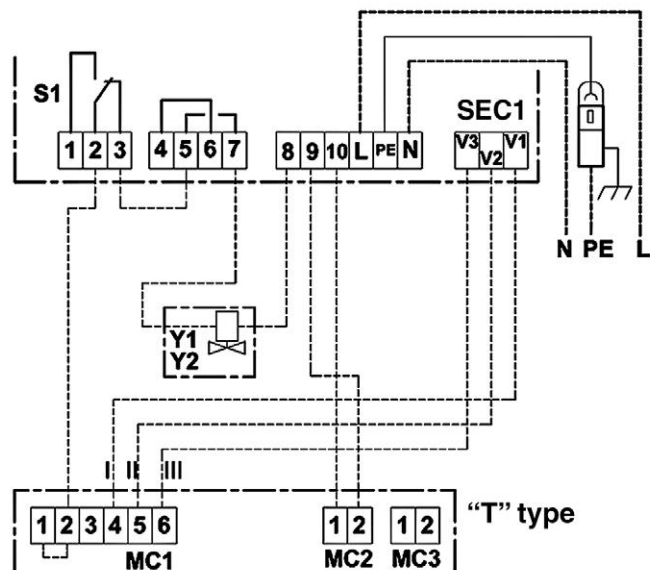 S1
SEC1
1 2 3
4 5 6 7
8 9 10 L PE N
V3 V2 V1
N PE L
Y1
Y2
I II III
1 2 3 4 5 6
1 2
1 2
"T" type
MC1
MC2
MC3